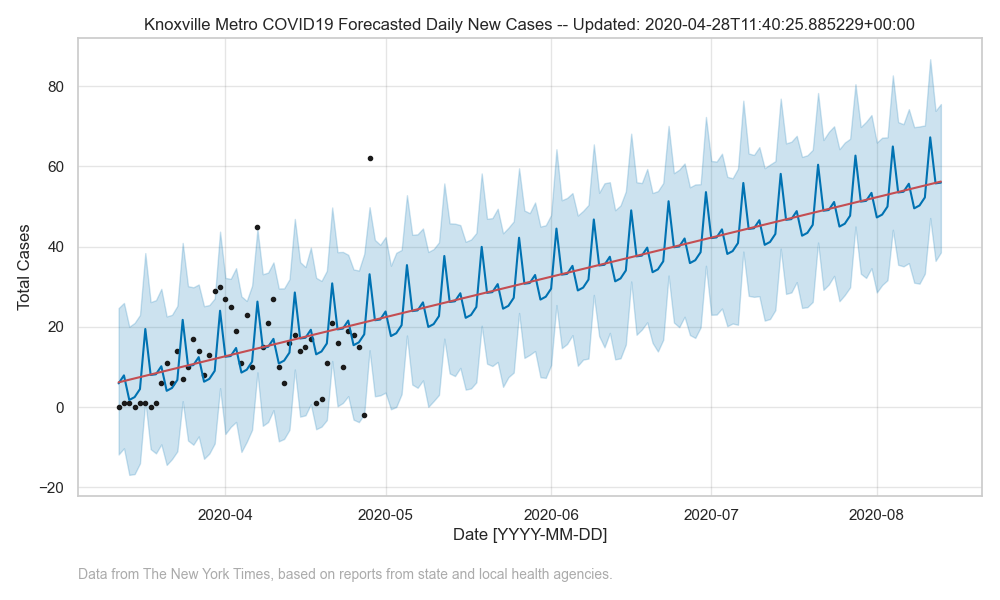 Knoxville Metro COVID19 Forecasted Daily New Cases -- Updated: 2020-04-28T11:40:25.885229+00:00
Total Cases
80
60
40
20
0
−20
2020-04 2020-05 2020-06 2020-07 2020-08
Date [YYYY-MM-DD]
Data from The New York Times, based on reports from state and local health agencies.